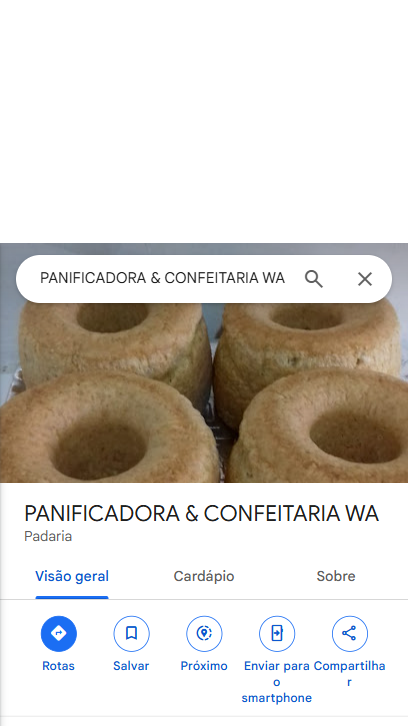 PANIFICADORA & CONFEITARIA WA
PANIFICADORA & CONFEITARIA WA
Padaria
Visão geral Cardápio Sobre
Rotas Salvar Próximo Enviar para o smartphone Compartilhar